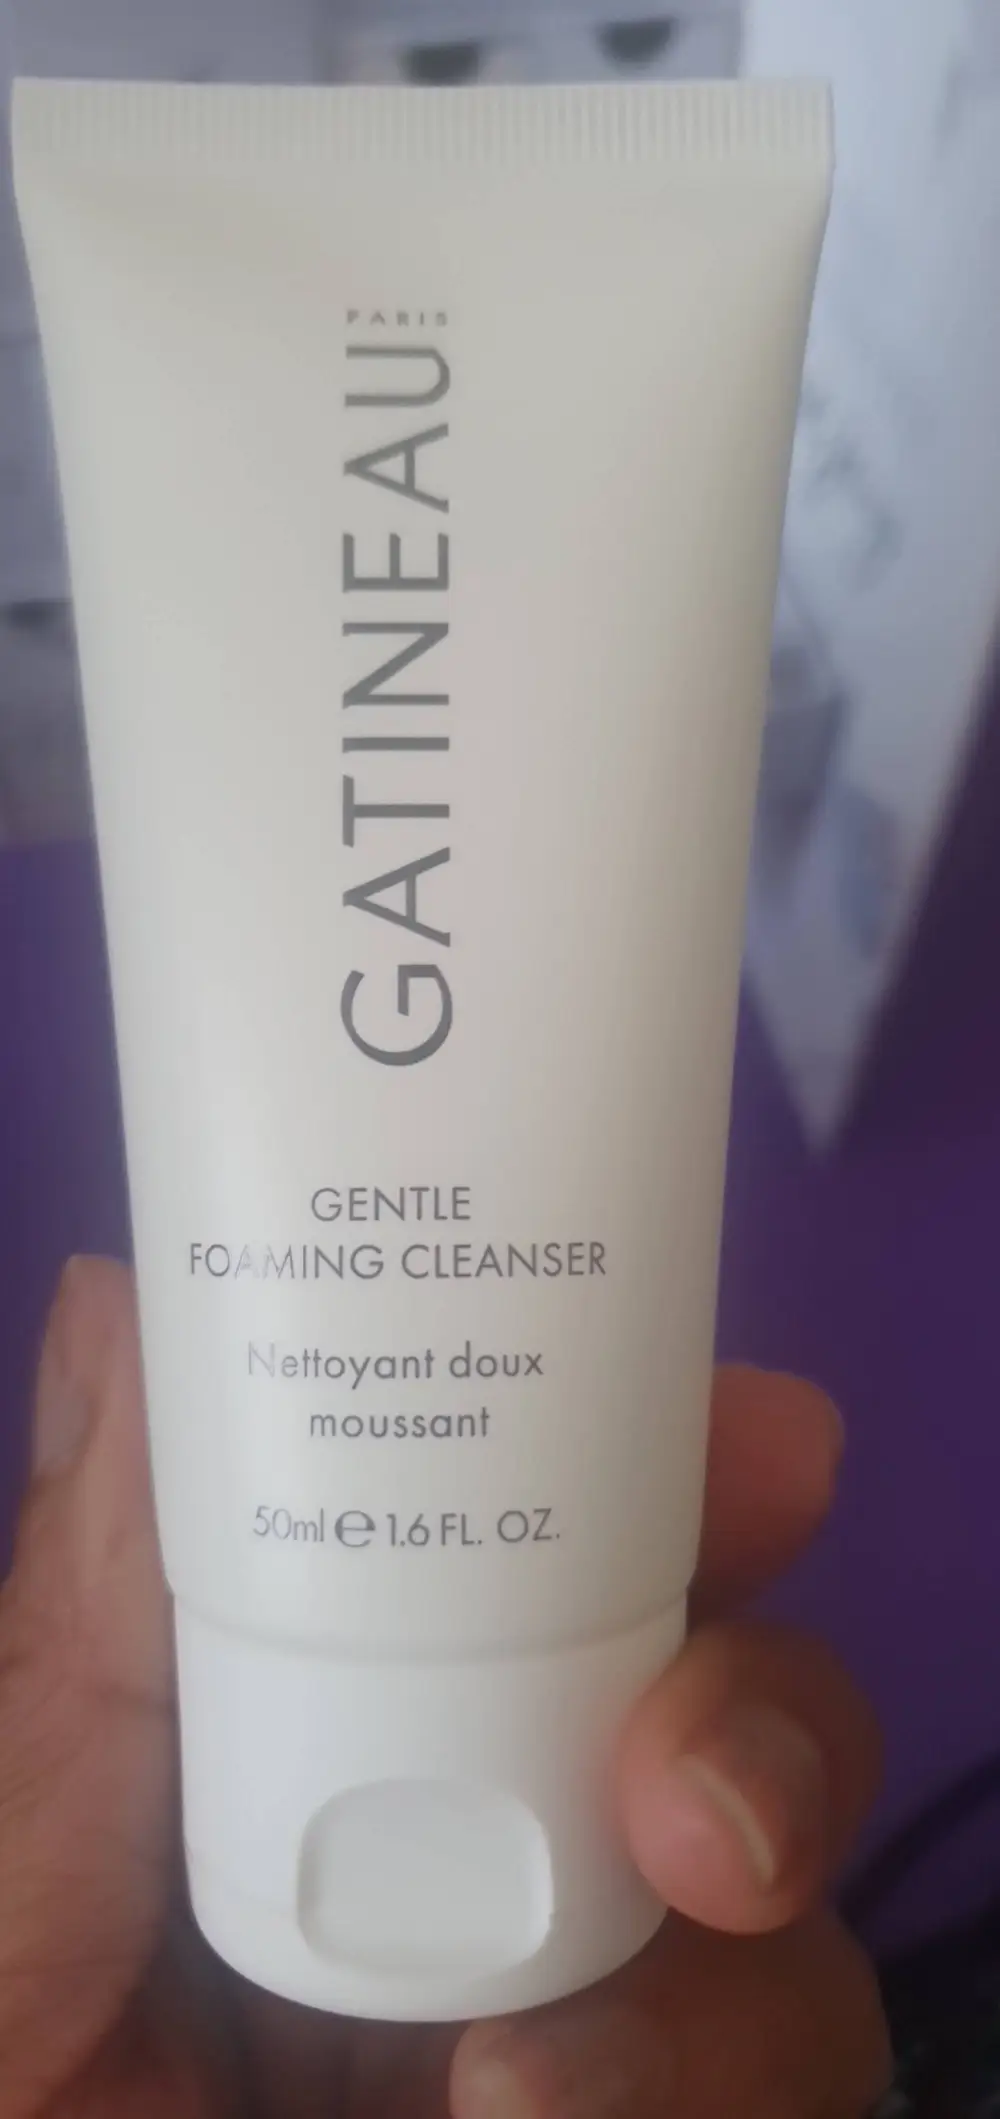 GATINEAU
PARIS
GENTLE
FOAMING CLEANSER
Nettoyant doux
moussant
50ml ℮ 1.6 FL. OZ.